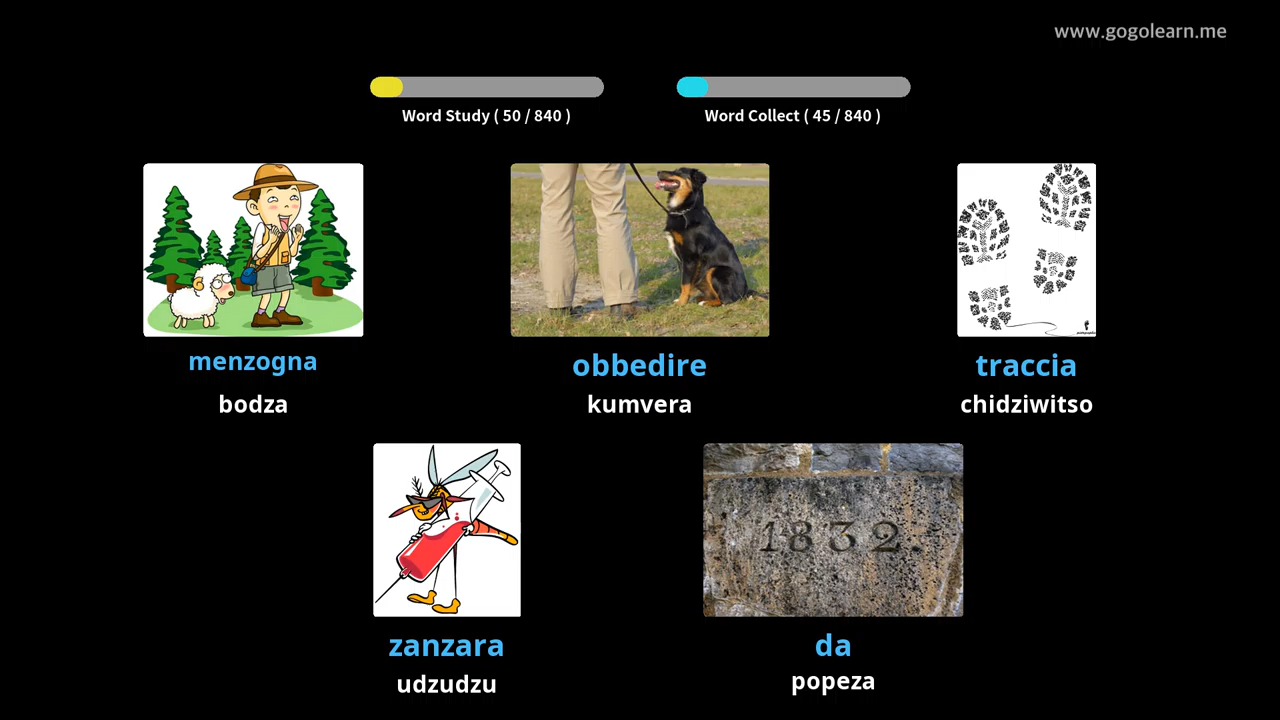 www.gogolearn.me
Word Study ( 50 / 840 )
Word Collect ( 45 / 840 )
menzogna
bodza
obbedire
kumvera
traccia
chidziwitso
zanzara
udzudzu
1832.
da
popeza